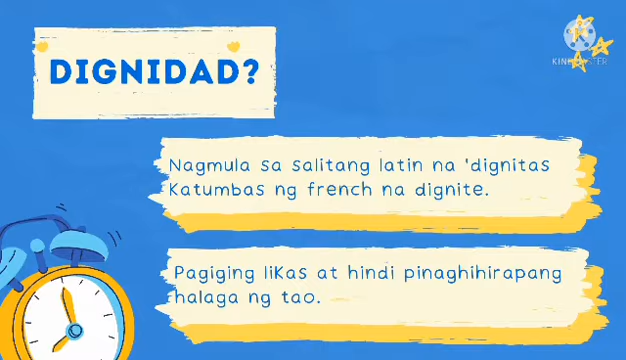 DIGNIDAD?
KINEMASTER
Nagmula sa salitang latin na 'dignitas
Katumbas ng french na dignite.
Pagiging likas at hindi pinaghihirapang
halaga ng tao.